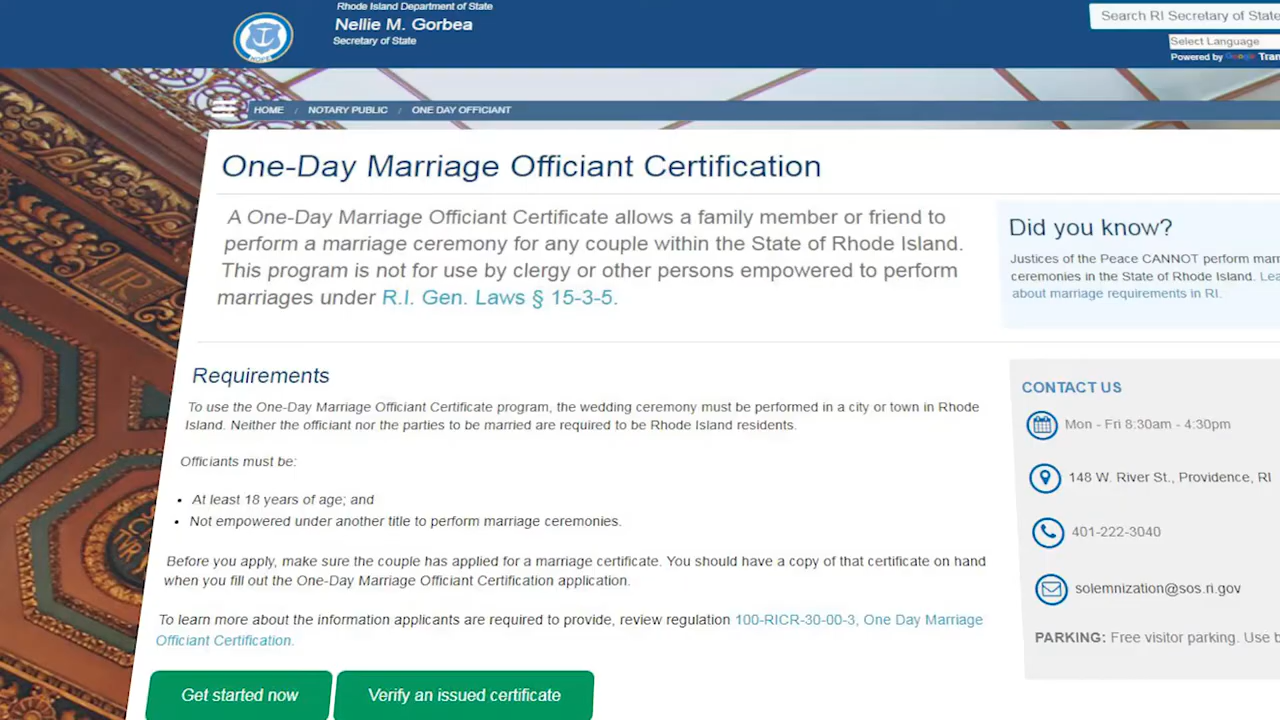 Rhode Island Department of State
Nellie M. Gorbea
Secretary of State
Search RI Secretary of State
Select Language
Powered by Google
HOPE
HOME / NOTARY PUBLIC / ONE DAY OFFICIANT
One-Day Marriage Officiant Certification
A One-Day Marriage Officiant Certificate allows a family member or friend to
perform a marriage ceremony for any couple within the State of Rhode Island.
This program is not for use by clergy or other persons empowered to perform
marriages under R.I. Gen. Laws § 15-3-5.
Did you know?
Justices of the Peace CANNOT perform
ceremonies in the State of Rhode Island.
about marriage requirements in RI.
Requirements
To use the One-Day Marriage Officiant Certificate program, the wedding ceremony must be performed in a city or town in Rhode
Island. Neither the officiant nor the parties to be married are required to be Rhode Island residents.
Officiants must be:
• At least 18 years of age; and
• Not empowered under another title to perform marriage ceremonies.
Before you apply, make sure the couple has applied for a marriage certificate. You should have a copy of that certificate on hand
when you fill out the One-Day Marriage Officiant Certification application.
To learn more about the information applicants are required to provide, review regulation 100-RICR-30-00-3, One Day Marriage
Officiant Certification.
Get started now
Verify an issued certificate
CONTACT US
Mon - Fri 8:30am - 4:30pm
148 W. River St., Providence, RI
401-222-3040
solemnization@sos.ri.gov
PARKING: Free visitor parking. Use